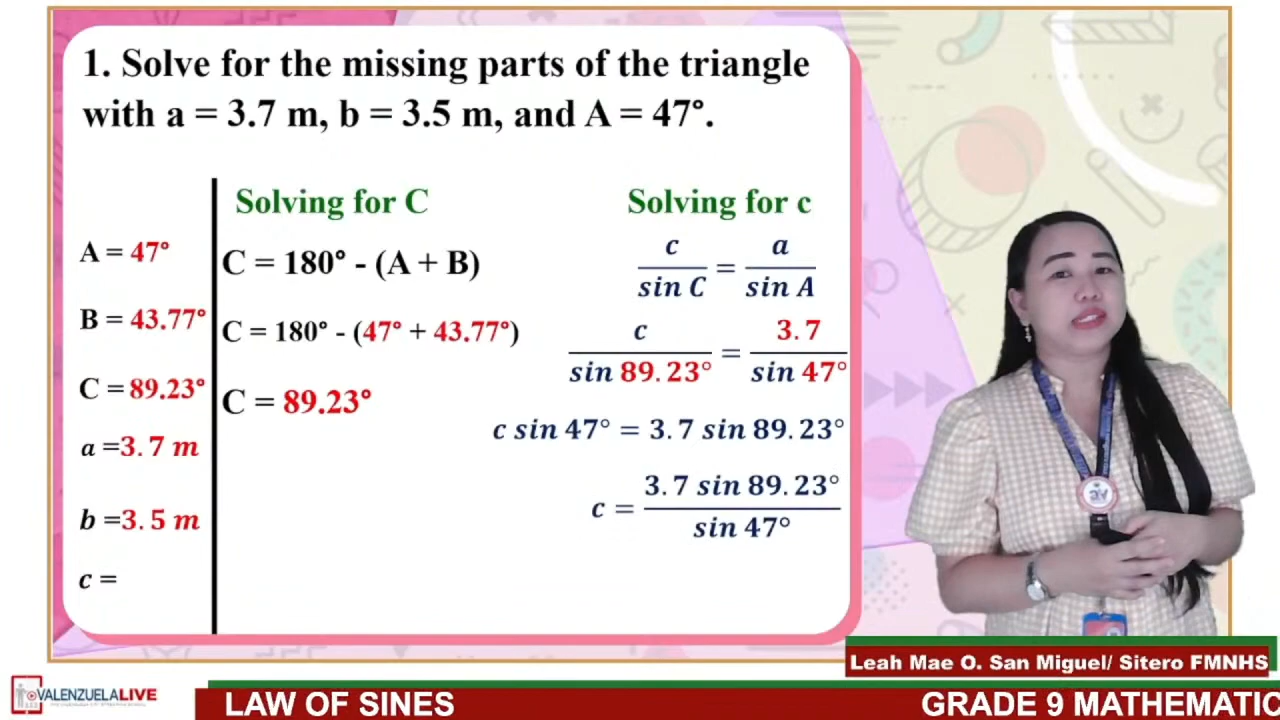 1. Solve for the missing parts of the triangle
with a = 3.7 m, b = 3.5 m, and A = 47°.
A = 47°
B = 43.77°
C = 89.23°
a =3.7 m
b =3.5 m
c =
Solving for C
C = 180° - (A + B)
C = 180° - (47° + 43.77°)
C = 89.23°
Solving for c
c/sin C = a/sin A
c/sin 89.23° = 3.7/sin 47°
c sin 47° = 3.7 sin 89.23°
c = 3.7 sin 89.23°/sin 47°
Leah Mae O. San Miguel/ Sitero FMNHS
VALENZUELALIVE
LAW OF SINES
GRADE 9 MATHEMATIC